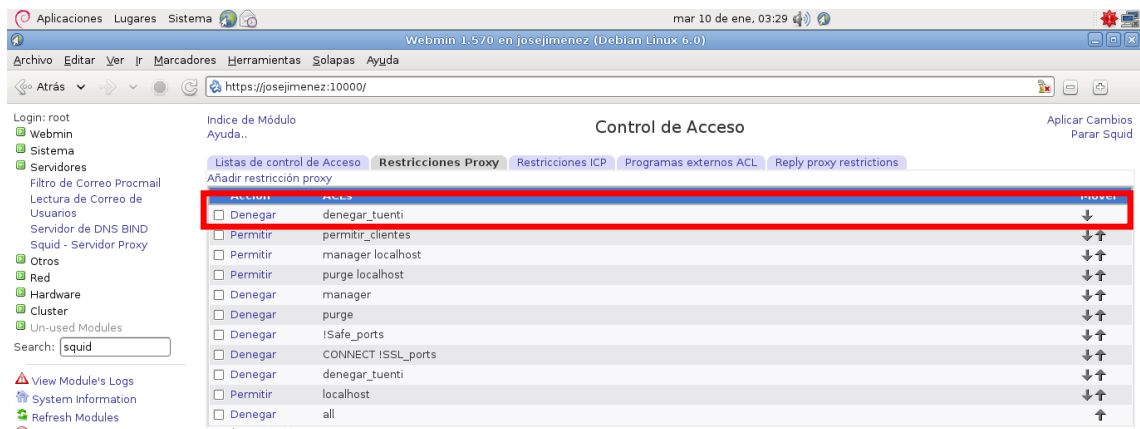 Aplicaciones Lugares Sistema mar 10 de ene, 03:29
Webmin 1.570 en josejimenez (Debian Linux 6.0)
Archivo Editar Ver Ir Marcadores Herramientas Solapas Ayuda
Atrás https://josejimenez:10000/
Login: root
Webmin
Sistema
Servidores
Filtro de Correo Procmail
Lectura de Correo de
Usuarios
Servidor de DNS BIND
Squid - Servidor Proxy
Otros
Red
Hardware
Cluster
Un-used Modules
Search: squid
View Module's Logs
System Information
Refresh Modules
Indice de Módulo
Ayuda..
Control de Acceso
Aplicar Cambios
Parar Squid
Listas de control de Acceso Restricciones Proxy Restricciones ICP Programas externos ACL Reply proxy restrictions
Añadir restricción proxy
Acción ACLs Mover
Denegar denegar_tuenti
Permitir permitir_clientes
Permitir manager localhost
Permitir purge localhost
Denegar manager
Denegar purge
Denegar !Safe_ports
Denegar CONNECT !SSL_ports
Denegar denegar_tuenti
Permitir localhost
Denegar all